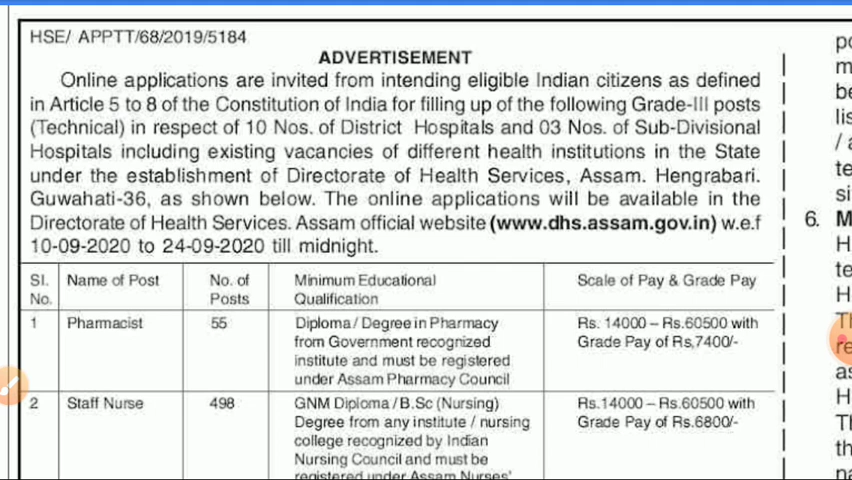 HSE/ APPTT/68/2019/5184
ADVERTISEMENT
Online applications are invited from intending eligible Indian citizens as defined
in Article 5 to 8 of the Constitution of India for filling up of the following Grade-III posts
(Technical) in respect of 10 Nos. of District Hospitals and 03 Nos. of Sub-Divisional
Hospitals including existing vacancies of different health institutions in the State
under the establishment of Directorate of Health Services, Assam. Hengrabari.
Guwahati-36, as shown below. The online applications will be available in the
Directorate of Health Services. Assam official website (www.dhs.assam.gov.in) w.e.f
10-09-2020 to 24-09-2020 till midnight.
Sl. No. Name of Post No. of Posts Minimum Educational Qualification Scale of Pay & Grade Pay
1 Pharmacist 55 Diploma / Degree in Pharmacy Rs. 14000 – Rs.60500 with
from Government recognized Grade Pay of Rs,7400/-
institute and must be registered
under Assam Pharmacy Council
2 Staff Nurse 498 GNM Diploma / B.Sc (Nursing) Rs.14000 – Rs.60500 with
Degree from any institute / nursing Grade Pay of Rs.6800/-
college recognized by Indian
Nursing Council and must be
registered under Assam Nurses'
6.